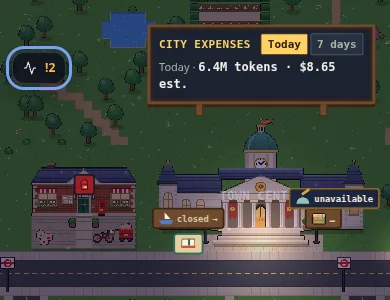 CITY EXPENSES Today 7 days
Today · 6.4M tokens · $8.65
est.
!2
unavailable
closed →